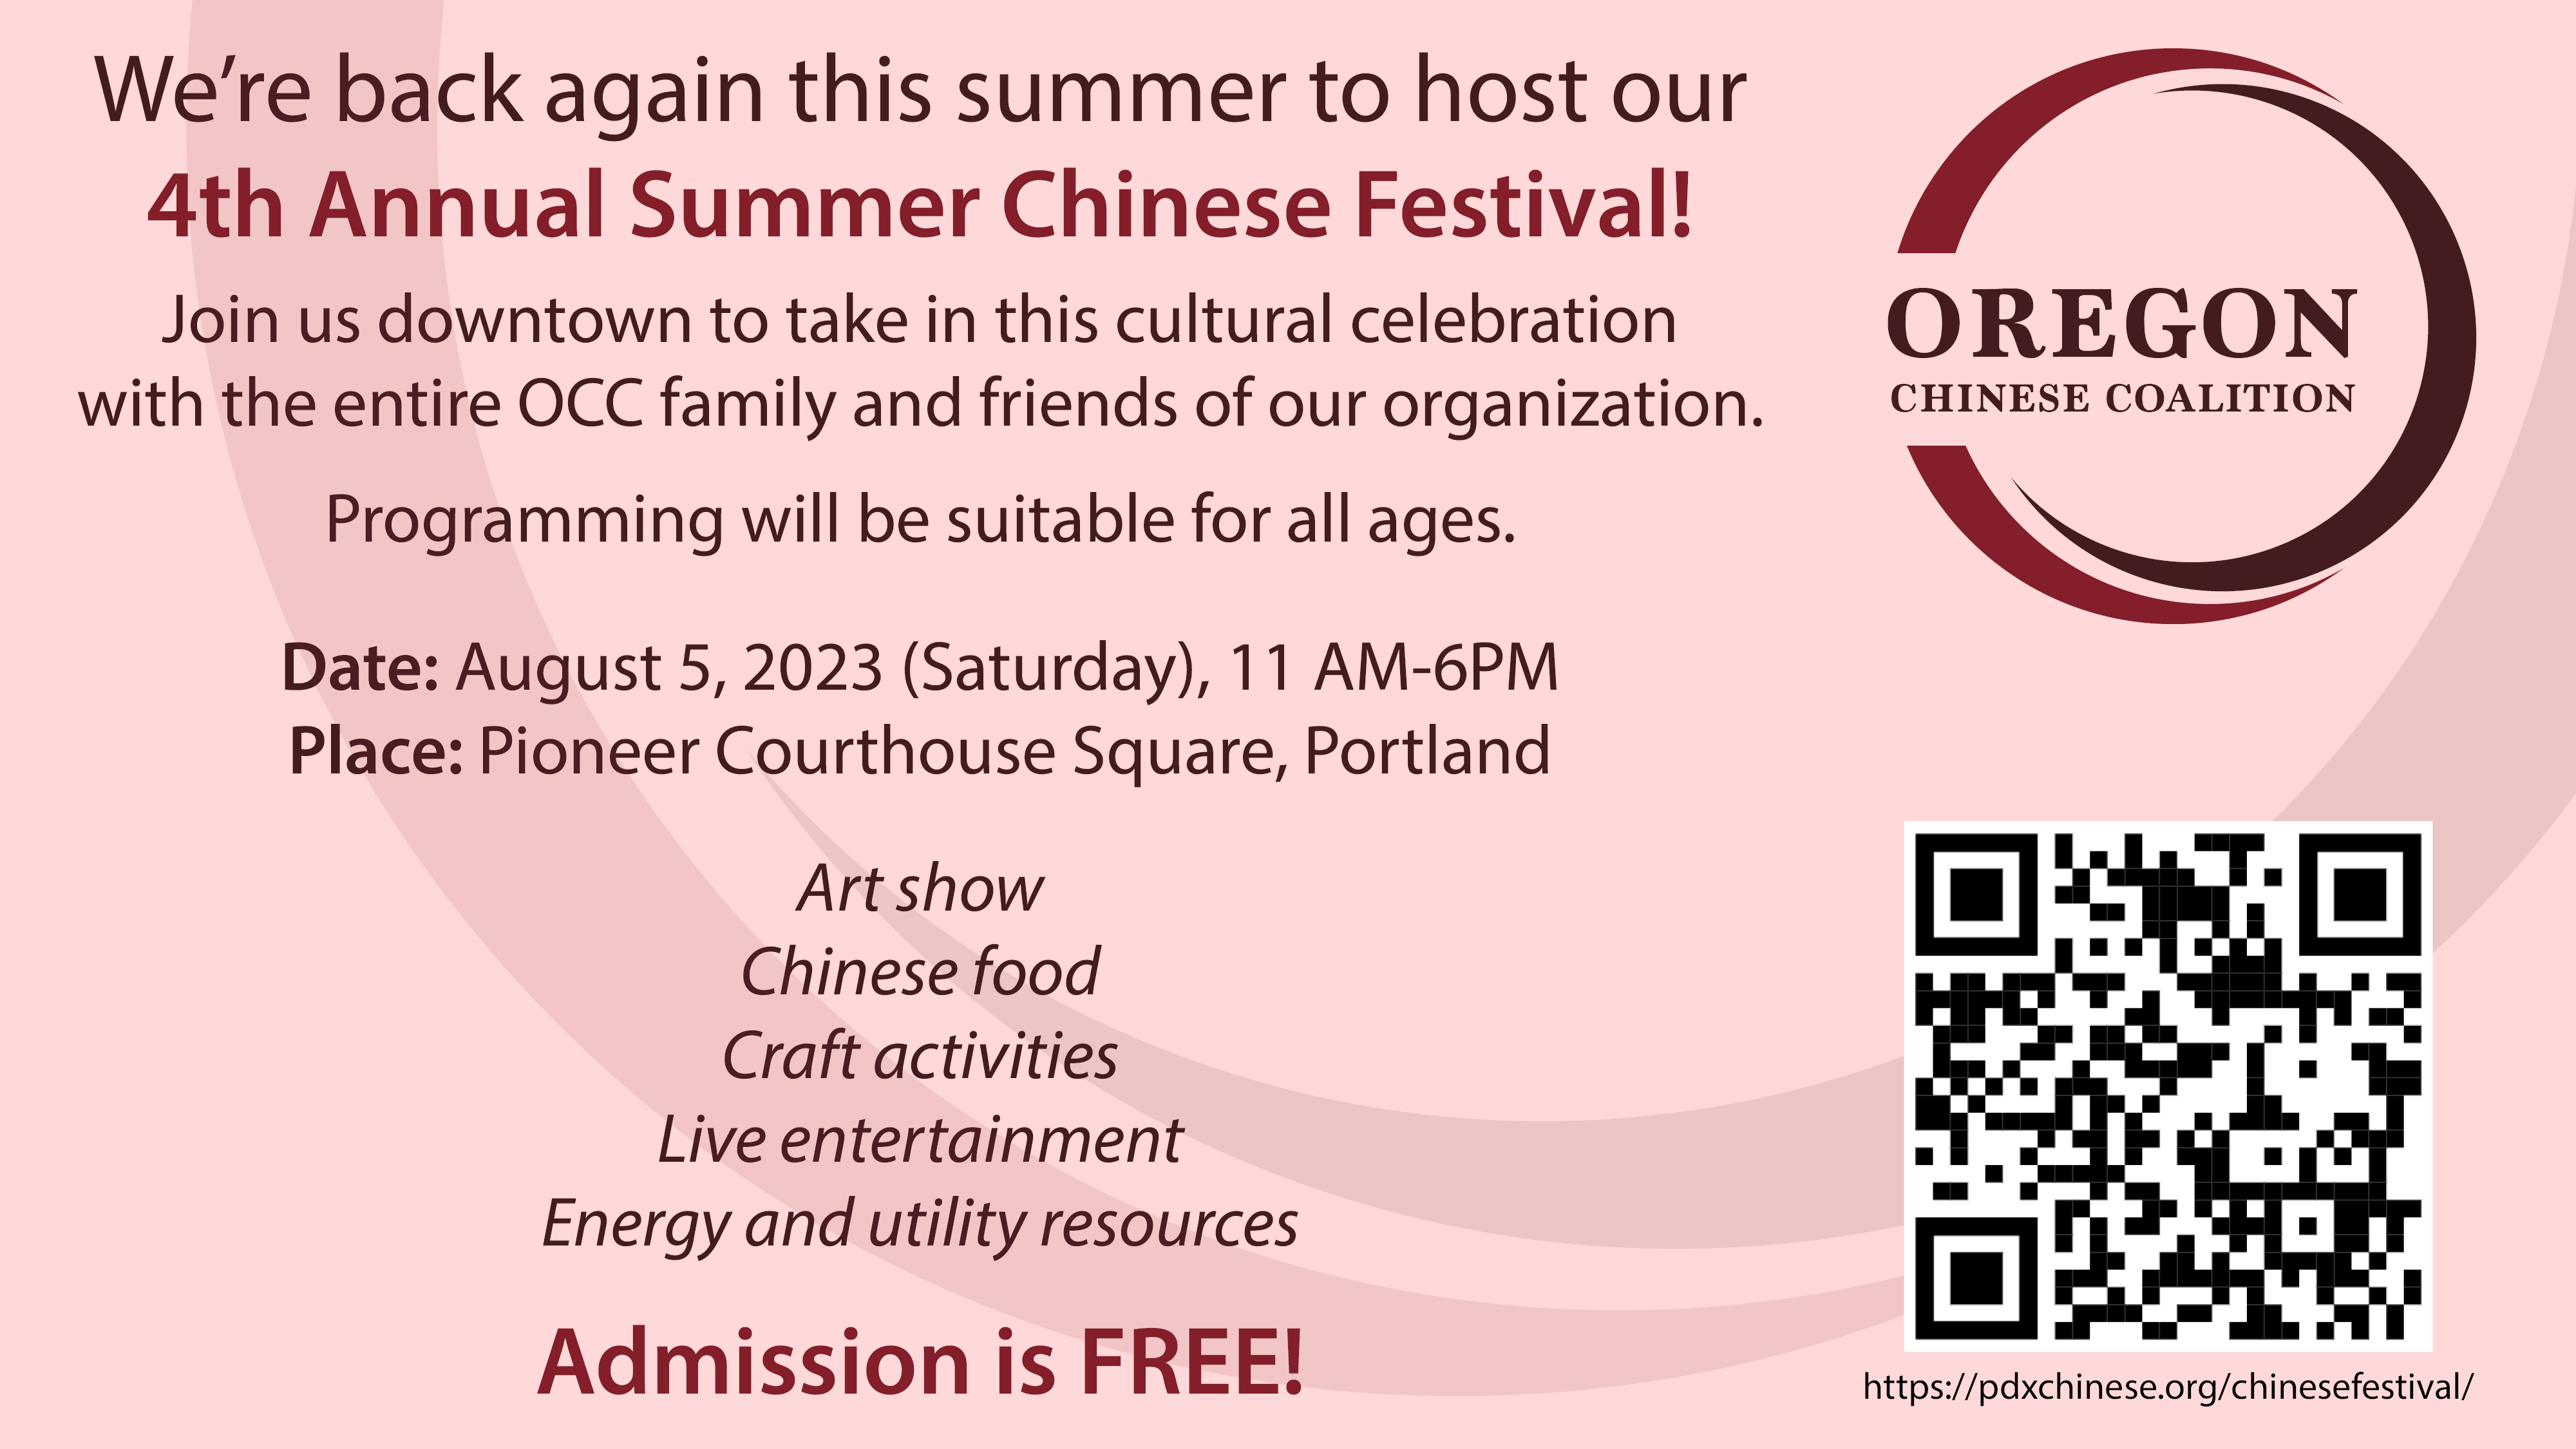 We’re back again this summer to host our
4th Annual Summer Chinese Festival!
Join us downtown to take in this cultural celebration
with the entire OCC family and friends of our organization.
Programming will be suitable for all ages.
Date: August 5, 2023 (Saturday), 11 AM-6PM
Place: Pioneer Courthouse Square, Portland
Art show
Chinese food
Craft activities
Live entertainment
Energy and utility resources
Admission is FREE!
OREGON
CHINESE COALITION
https://pdxchinese.org/chinesefestival/